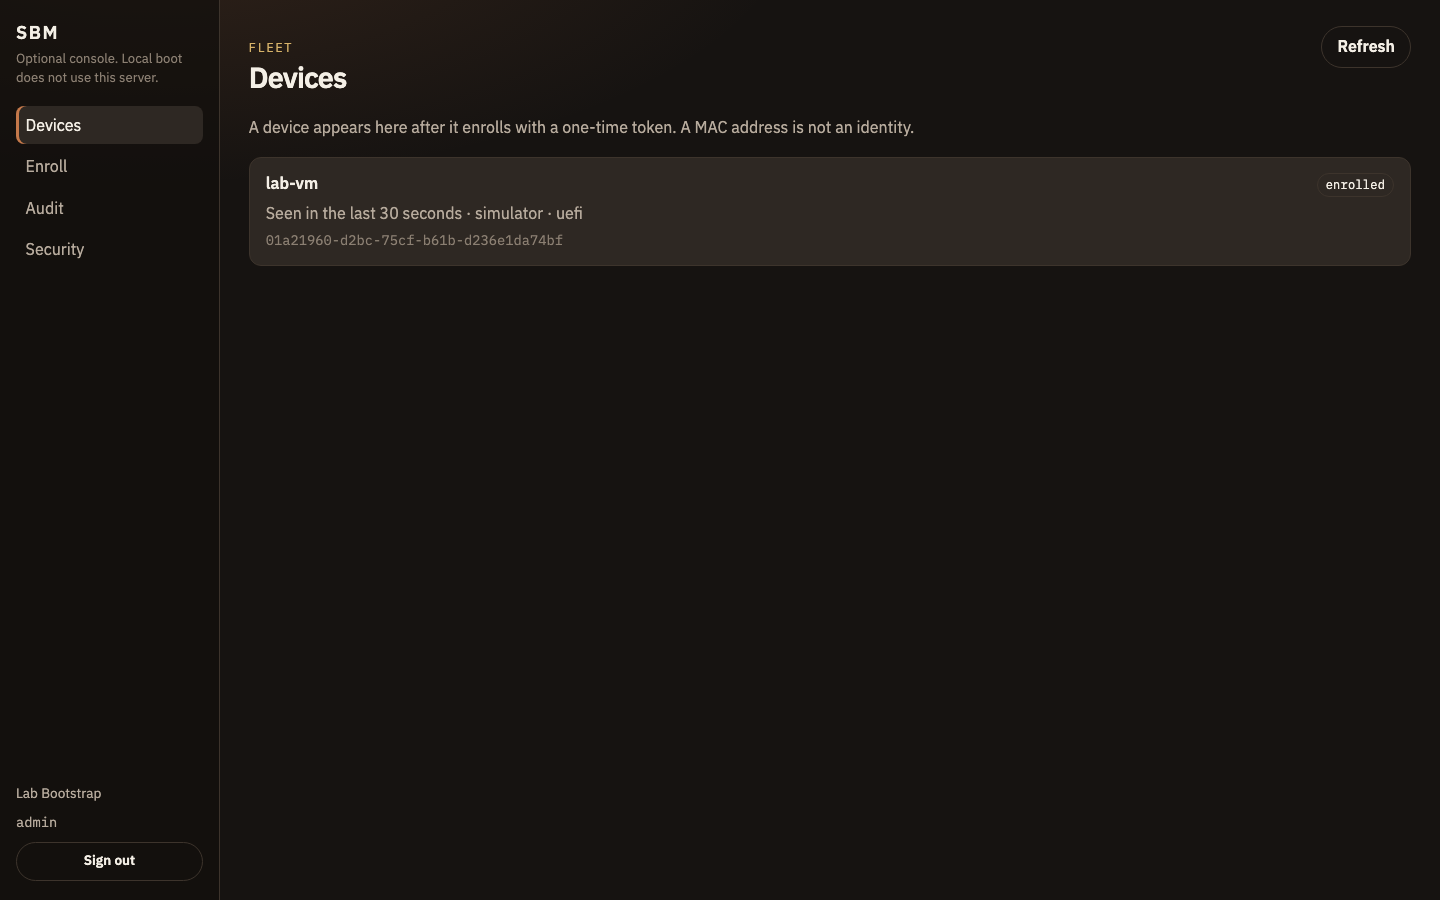 SBM
Optional console. Local boot
does not use this server.
Devices
Enroll
Audit
Security
Lab Bootstrap
admin
Sign out
FLEET
Devices
Refresh
A device appears here after it enrolls with a one-time token. A MAC address is not an identity.
lab-vm
enrolled
Seen in the last 30 seconds · simulator · uefi
01a21960-d2bc-75cf-b61b-d236e1da74bf